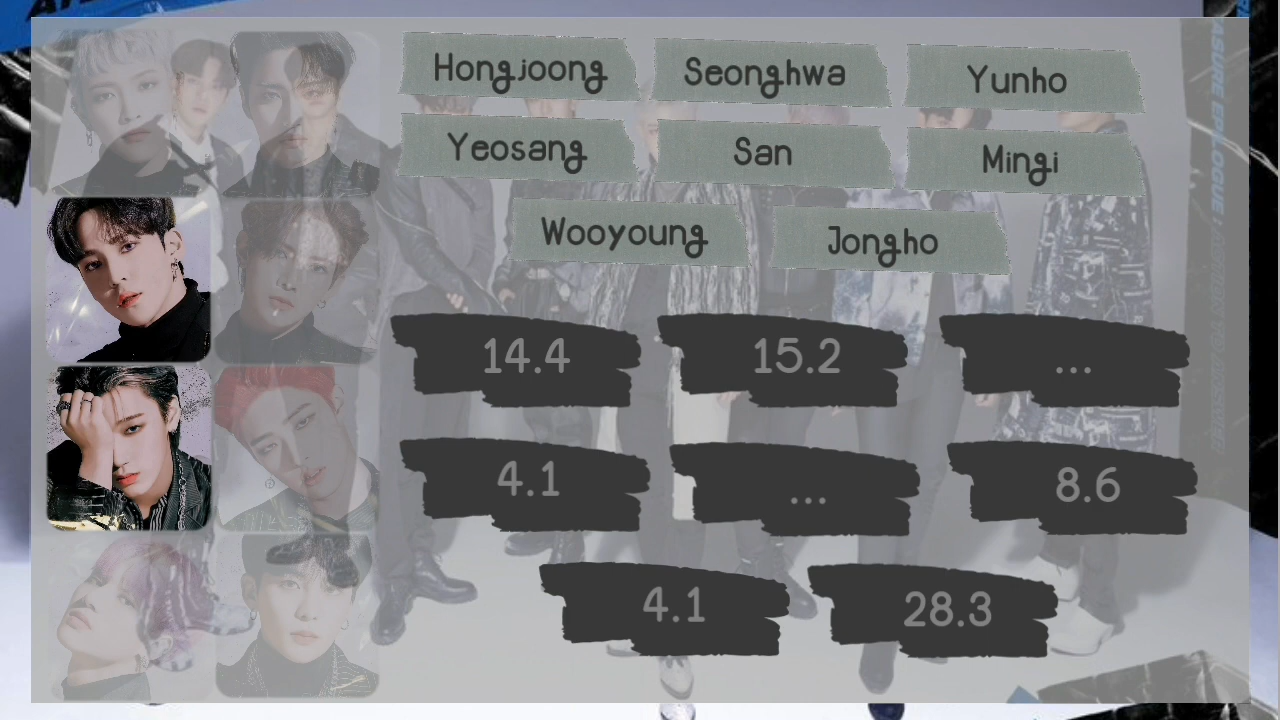 Hongjoong Seonghwa Yunho
Yeosang San Mingi
Wooyoung Jongho
14.4 15.2 ...
4.1 ... 8.6
4.1 28.3